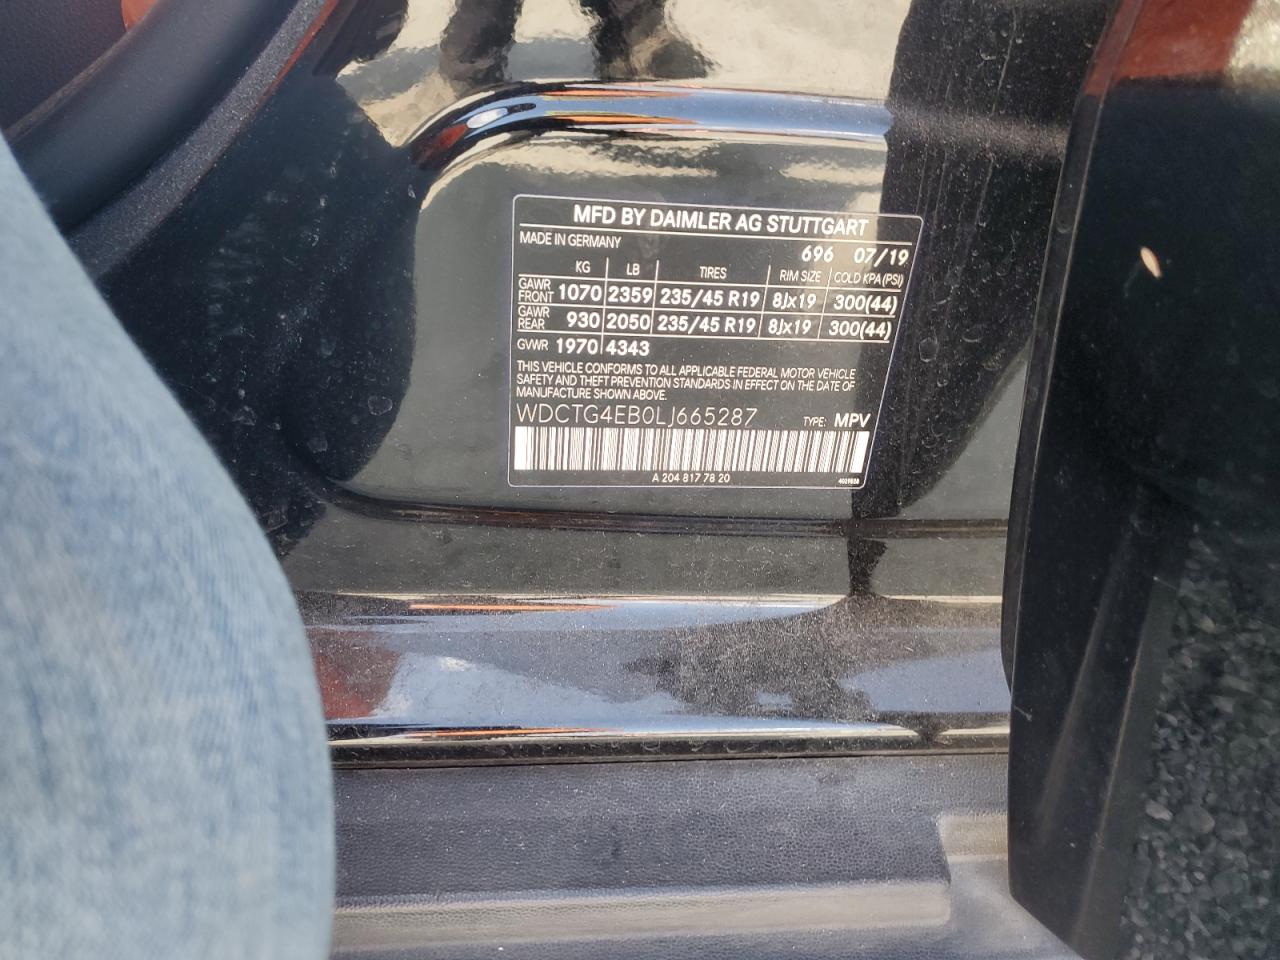 MFD BY DAIMLER AG STUTTGART
MADE IN GERMANY 696 07/19
KG LB TIRES RIM SIZE COLD KPA(PSI)
GAWR FRONT 1070 2359 235/45 R19 8Jx19 300(44)
GAWR REAR 930 2050 235/45 R19 8Jx19 300(44)
GVWR 1970 4343
THIS VEHICLE CONFORMS TO ALL APPLICABLE FEDERAL MOTOR VEHICLE
SAFETY AND THEFT PREVENTION STANDARDS IN EFFECT ON THE DATE OF
MANUFACTURE SHOWN ABOVE.
WDCTG4EB0LJ665287 TYPE: MPV
A 204 817 78 20